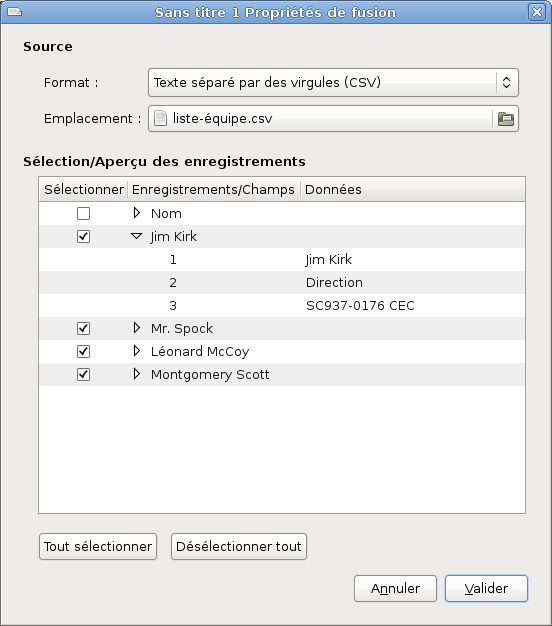 Sans titre 1 Propriétés de fusion
Source
Format : Texte séparé par des virgules (CSV)
Emplacement : liste-équipe.csv
Sélection/Aperçu des enregistrements
Sélectionner Enregistrements/Champs Données
Nom
Jim Kirk
1 Jim Kirk
2 Direction
3 SC937-0176 CEC
Mr. Spock
Léonard McCoy
Montgomery Scott
Tout sélectionner Désélectionner tout
Annuler Valider